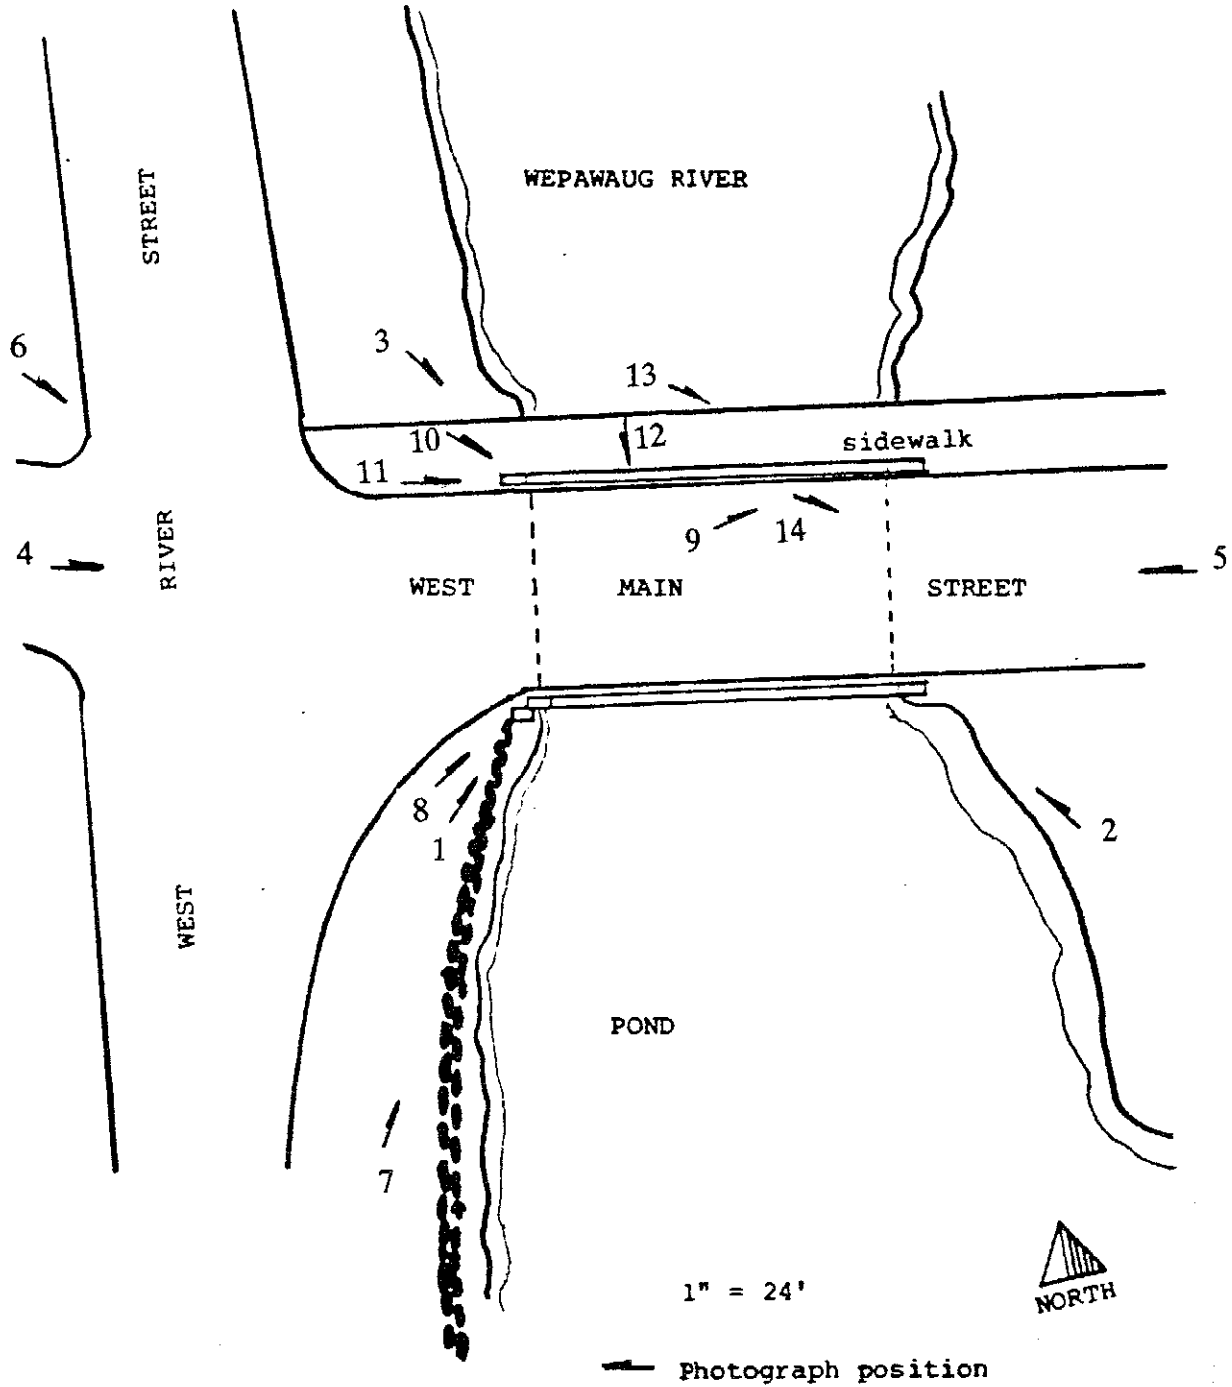 WEPAWAUG RIVER
STREET
6
3
13
10
12
sidewalk
11
9
14
4
RIVER
5
WEST MAIN STREET
8
1
2
WEST
POND
7
1" = 24'
NORTH
Photograph position